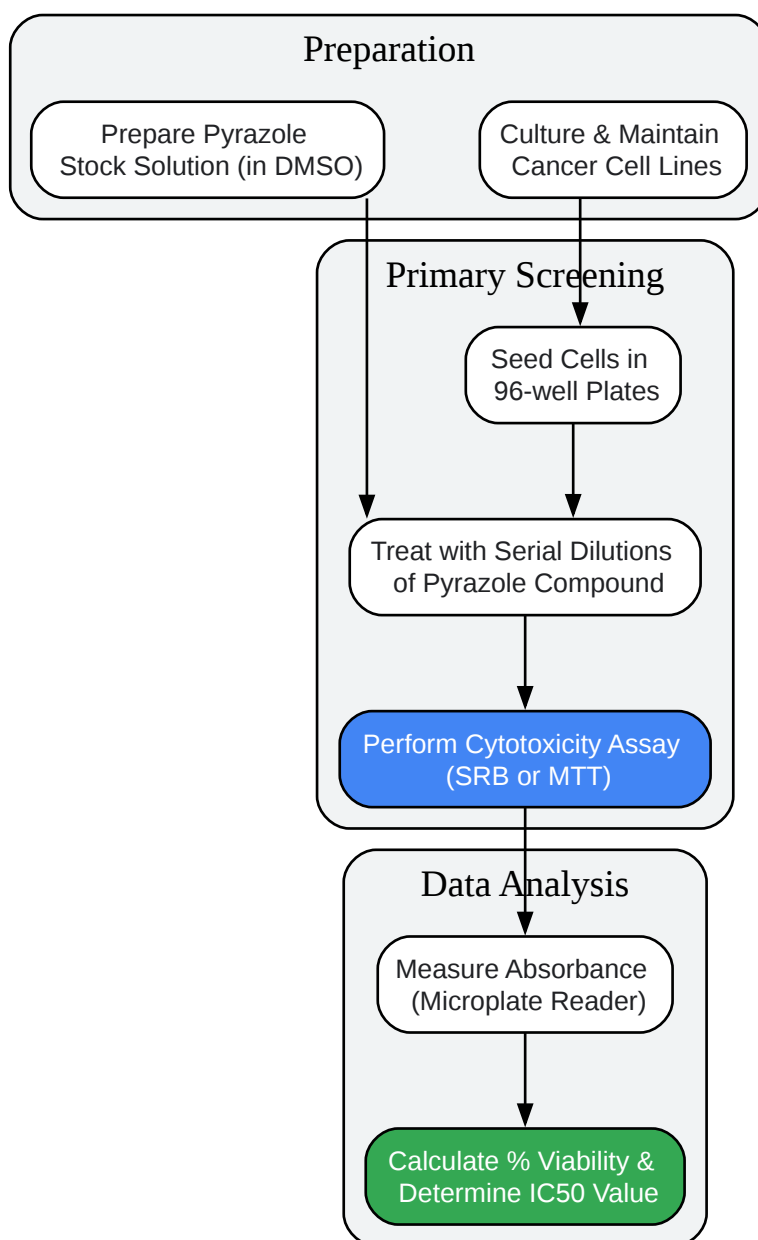 Preparation
Prepare Pyrazole
Stock Solution (in DMSO)
Culture & Maintain
Cancer Cell Lines
Primary Screening
Seed Cells in
96-well Plates
Treat with Serial Dilutions
of Pyrazole Compound
Perform Cytotoxicity Assay
(SRB or MTT)
Data Analysis
Measure Absorbance
(Microplate Reader)
Calculate % Viability &
Determine IC50 Value